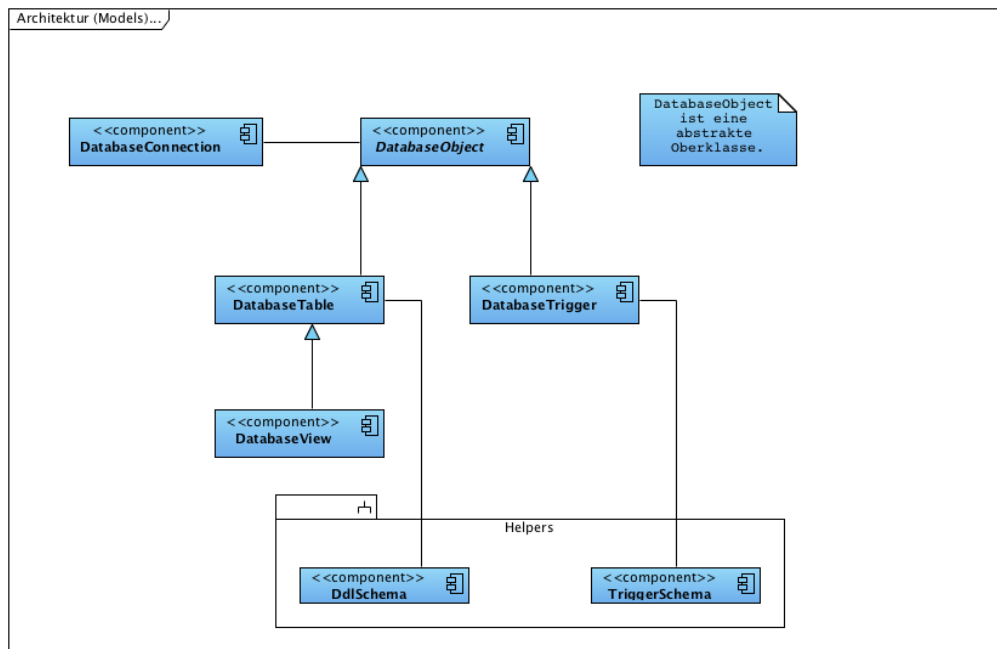 Architektur (Models)...
<<component>>
DatabaseConnection
<<component>>
DatabaseObject
DatabaseObject
ist eine
abstrakte
Oberklasse.
<<component>>
DatabaseTable
<<component>>
DatabaseTrigger
<<component>>
DatabaseView
Helpers
<<component>>
DdlSchema
<<component>>
TriggerSchema